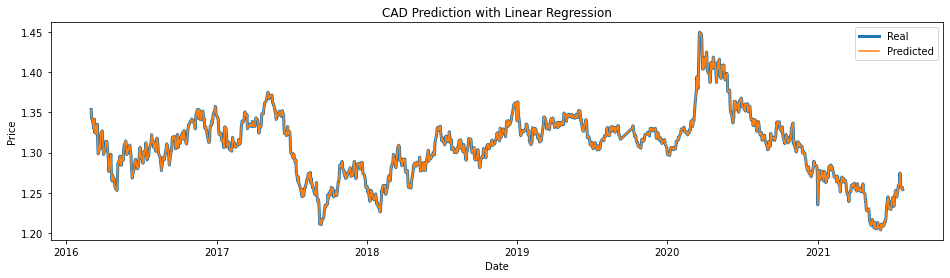 CAD Prediction with Linear Regression
Real
Predicted
Price
1.45
1.40
1.35
1.30
1.25
1.20
2016 2017 2018 2019 2020 2021
Date